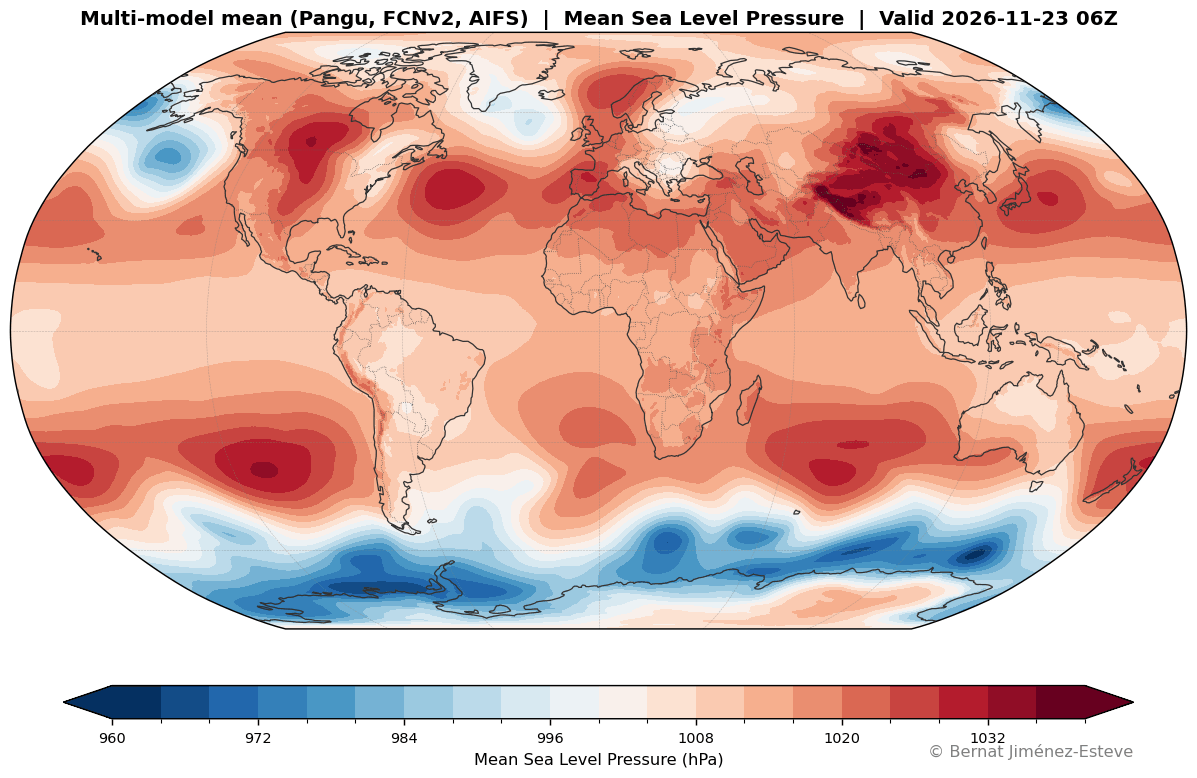 Multi-model mean (Pangu, FCNv2, AIFS) | Mean Sea Level Pressure | Valid 2026-11-23 06Z
960 972 984 996 1008 1020 1032
Mean Sea Level Pressure (hPa)
© Bernat Jiménez-Esteve